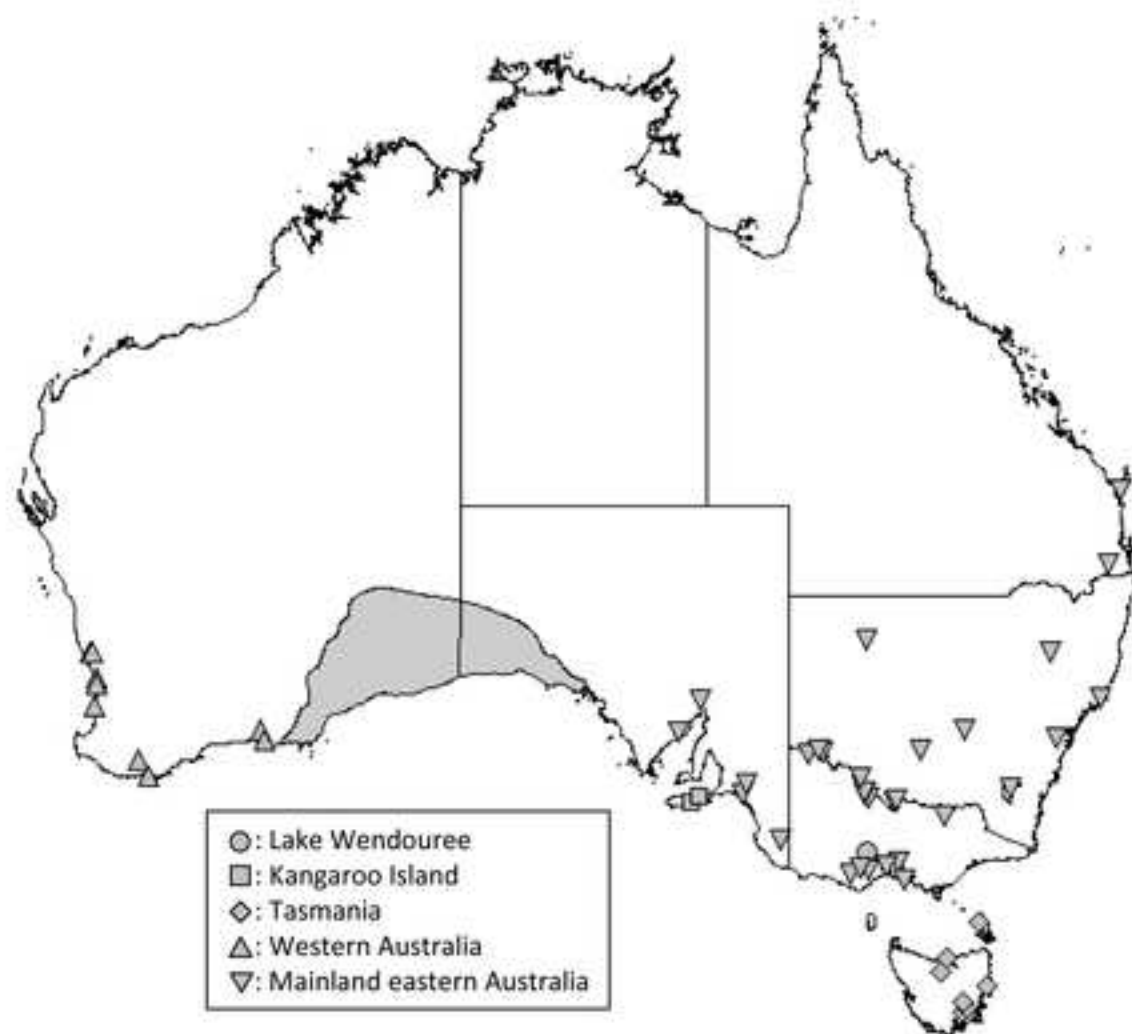 : Lake Wendouree
: Kangaroo Island
: Tasmania
: Western Australia
: Mainland eastern Australia